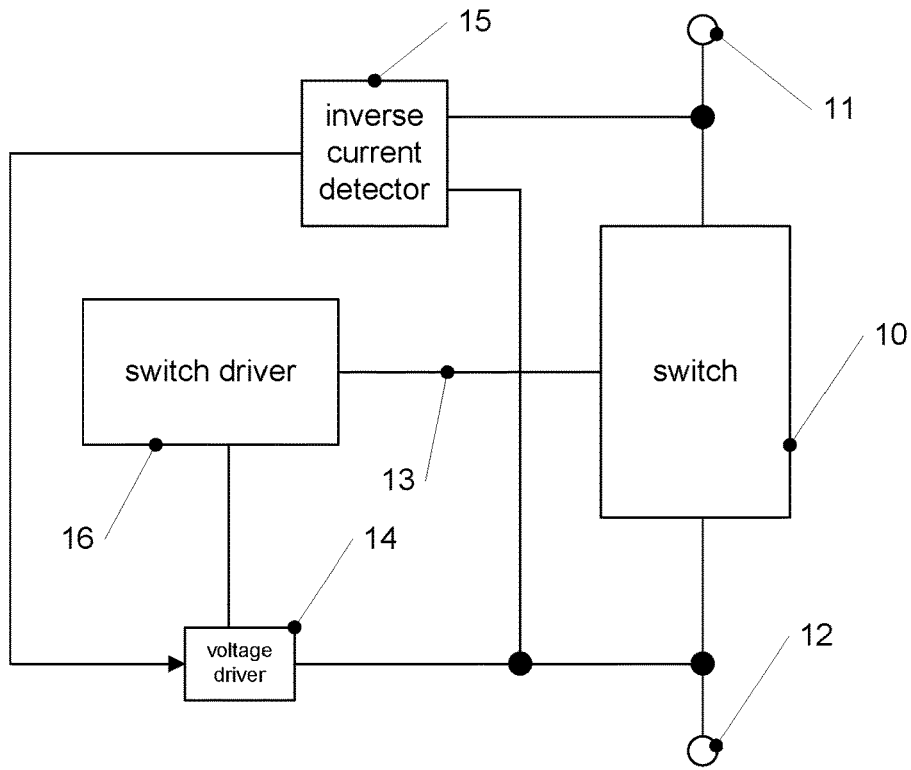 15
11
inverse
current
detector
10
switch driver
switch
13
16
14
voltage
driver
12